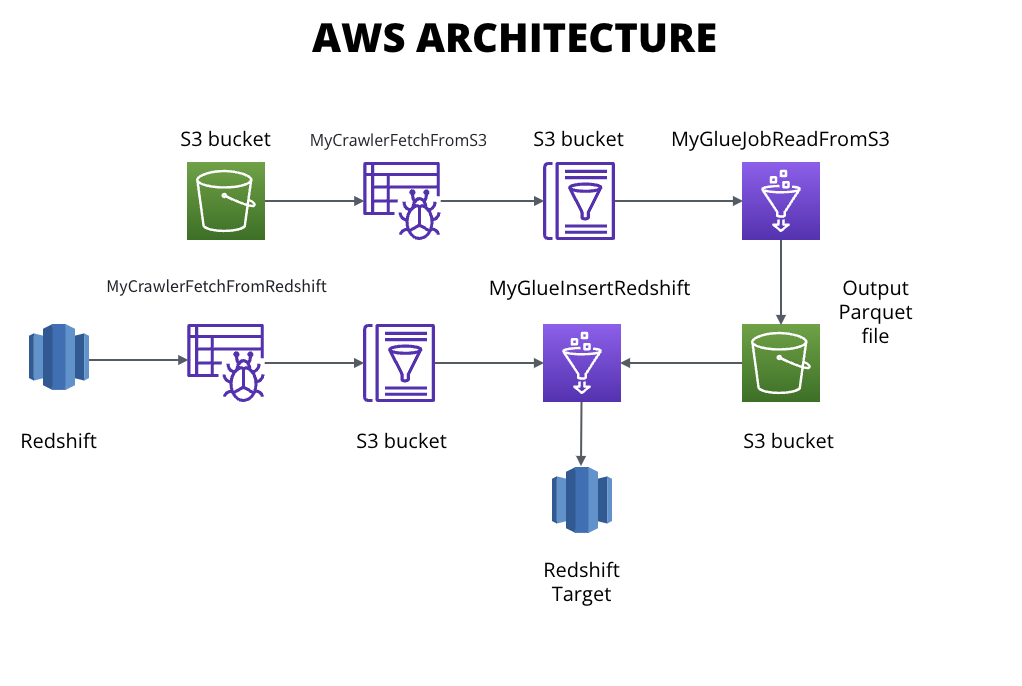 AWS ARCHITECTURE
S3 bucket
MyCrawlerFetchFromS3
S3 bucket
MyGlueJobReadFromS3
MyCrawlerFetchFromRedshift
MyGlueInsertRedshift
Output
Parquet
file
Redshift
S3 bucket
S3 bucket
Redshift
Target